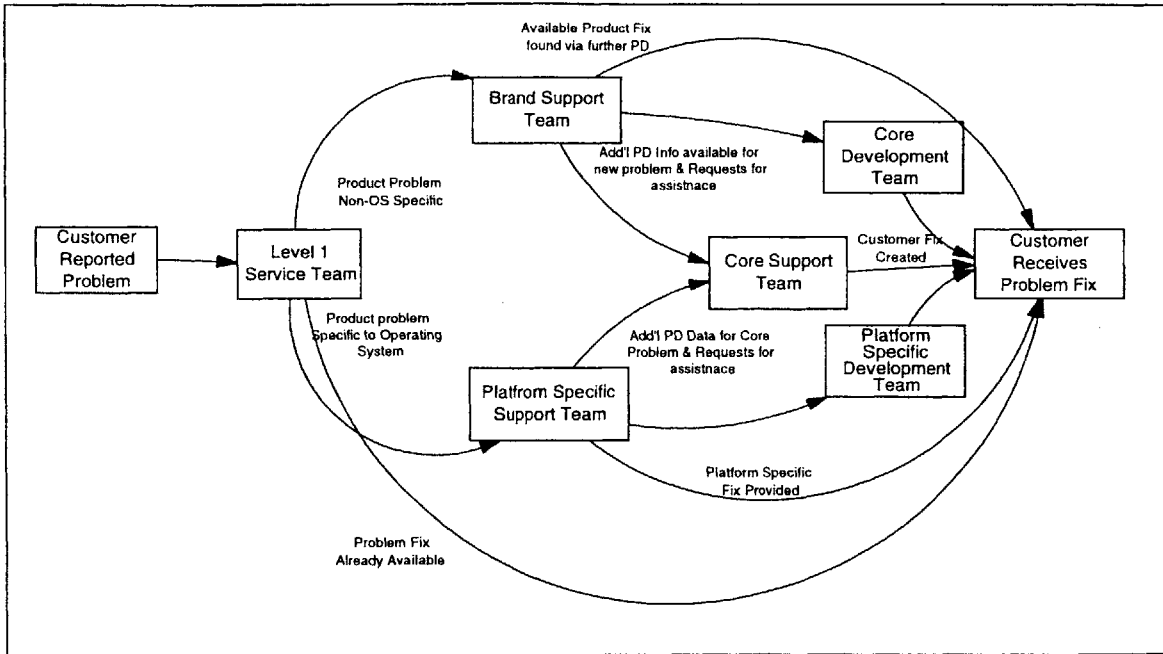 Available Product Fix
found via further PD
Brand Support
Team
Core
Development
Team
Add'l PD Info available for
new problem & Requests for
assistnace
Product Problem
Non-OS Specific
Customer
Reported
Problem
Level 1
Service Team
Core Support
Team
Customer Fix
Created
Customer
Receives
Problem Fix
Product problem
Specific to Operating
System
Add'l PD Data for Core
Problem & Requests for
assistnace
Platform
Specific
Development
Team
Platfrom Specific
Support Team
Platform Specific
Fix Provided
Problem Fix
Already Available